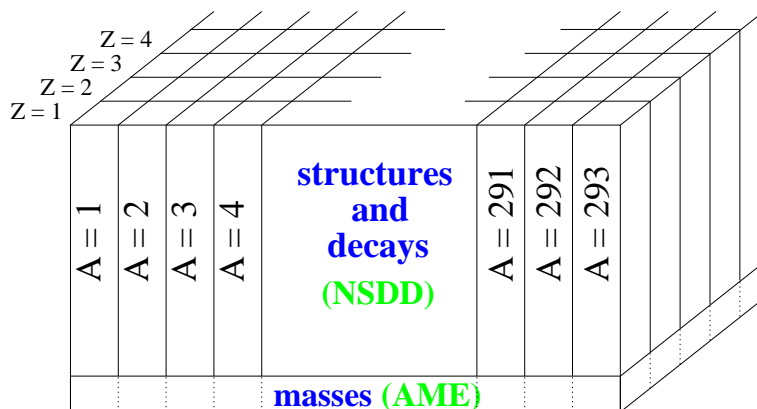 Z = 4
Z = 3
Z = 2
Z = 1
A = 1
A = 2
A = 3
A = 4
structures
and
decays
(NSDD)
A = 291
A = 292
A = 293
masses (AME)